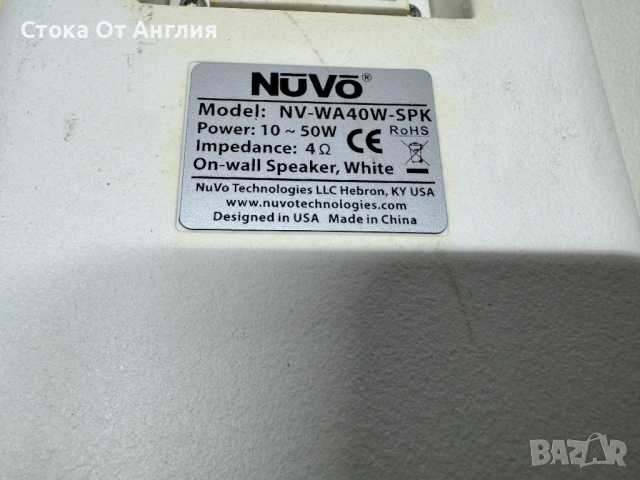 Стока От Англия
NŪVŌ®
Model: NV-WA40W-SPK
Power: 10 ~ 50W
CE
RoHS
Impedance: 4 Ω
On-wall Speaker, White
NuVo Technologies LLC Hebron, KY USA
www.nuvotechnologies.com
Designed in USA Made in China
BAZAR